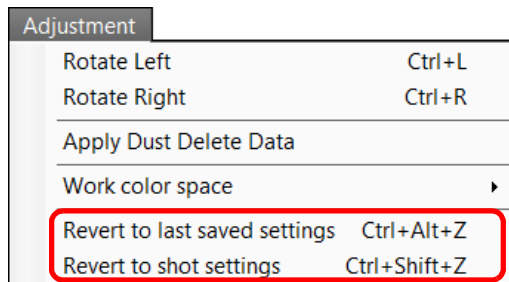 Adjustment
Rotate Left Ctrl+L
Rotate Right Ctrl+R
Apply Dust Delete Data
Work color space
Revert to last saved settings Ctrl+Alt+Z
Revert to shot settings Ctrl+Shift+Z